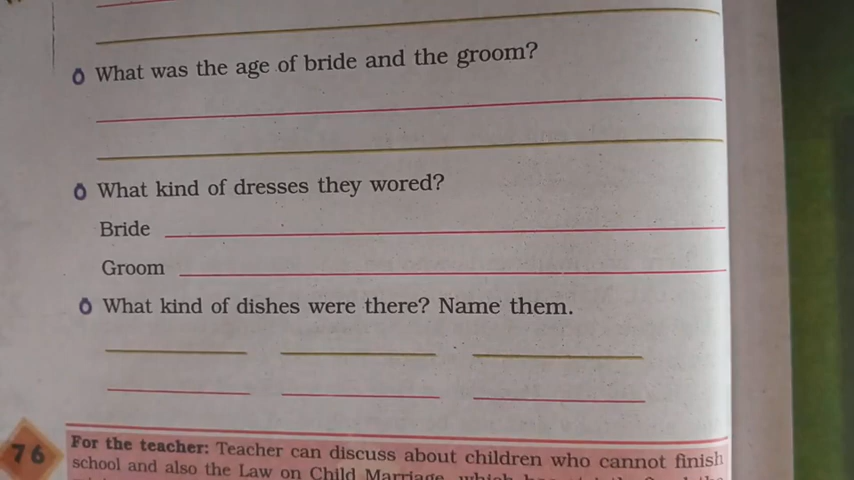 What was the age of bride and the groom?
What kind of dresses they wored?
Bride
Groom
What kind of dishes were there? Name them.
76
For the teacher: Teacher can discuss about children who cannot finish
school and also the Law on Child Marriage, which has